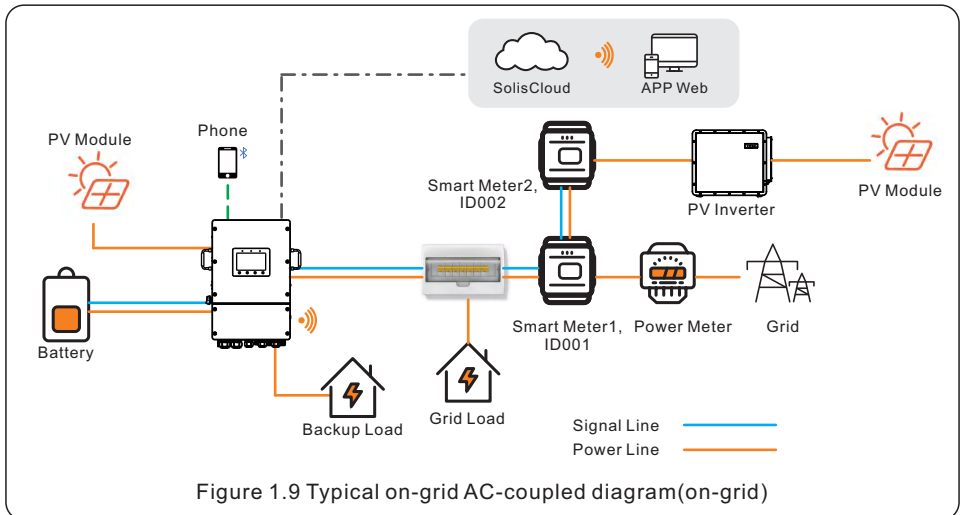 SolisCloud
APP Web
PV Module
Phone
Smart Meter2,
ID002
PV Inverter
PV Module
Battery
Smart Meter1,
ID001
Power Meter
Grid
Backup Load
Grid Load
Signal Line
Power Line
Figure 1.9 Typical on-grid AC-coupled diagram(on-grid)